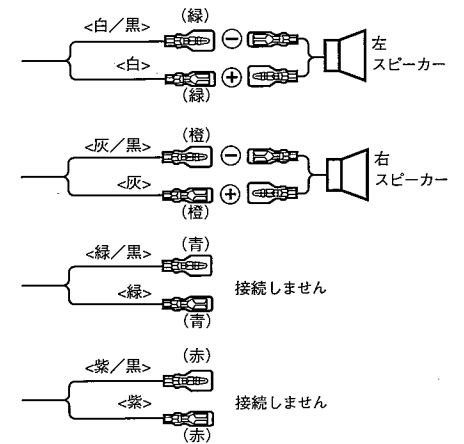 (緑)
<白／黒>
⊖
左
スピーカー
<白>
⊕
(緑)
(橙)
<灰／黒>
⊖
右
スピーカー
<灰>
⊕
(橙)
(青)
<緑／黒>
接続しません
<緑>
(青)
(赤)
<紫／黒>
接続しません
<紫>
(赤)